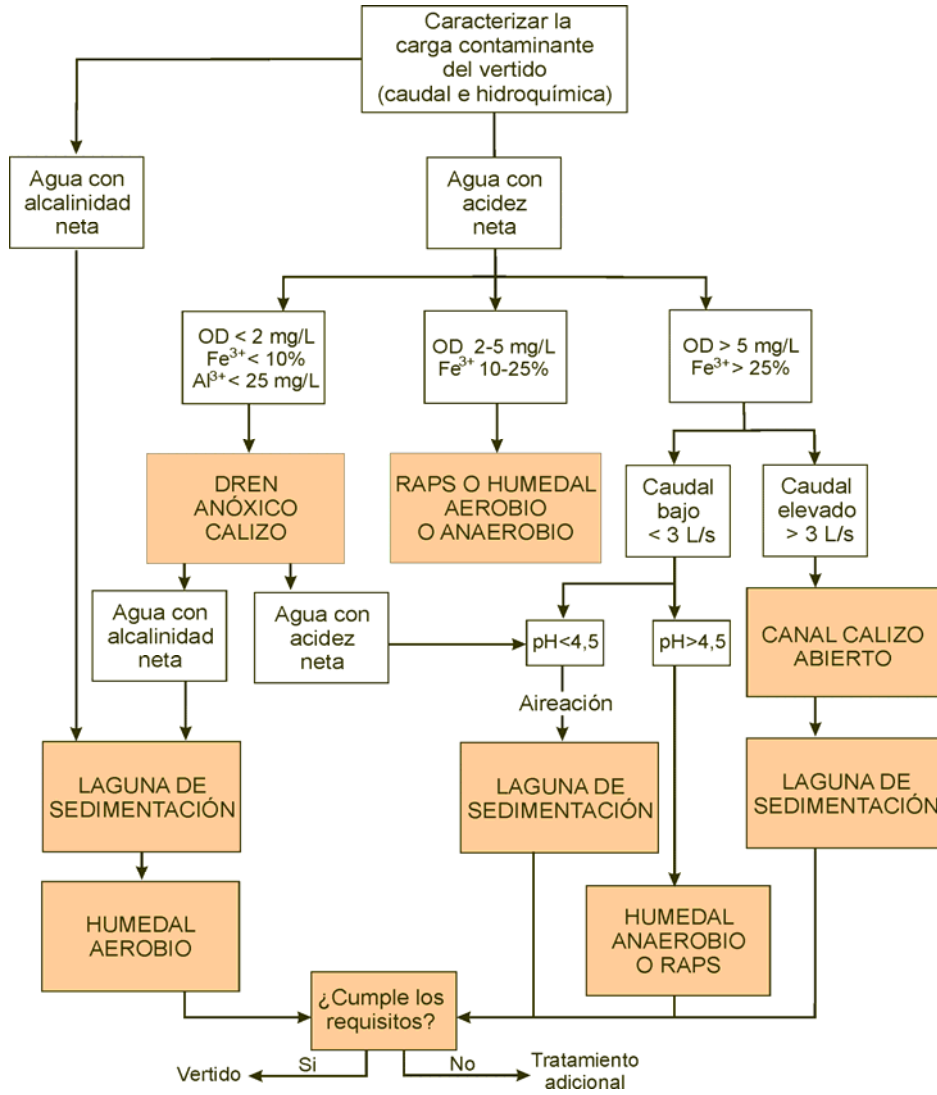 Caracterizar la
carga contaminante
del vertido
(caudal e hidroquímica)
Agua con
alcalinidad
neta
Agua con
acidez
neta
OD < 2 mg/L
Fe³⁺ < 10%
Al³⁺ < 25 mg/L
OD 2-5 mg/L
Fe³⁺ 10-25%
OD > 5 mg/L
Fe³⁺ > 25%
DREN
ANÓXICO
CALIZO
RAPS O HUMEDAL
AEROBIO
O ANAEROBIO
Caudal
bajo
< 3 L/s
Caudal
elevado
> 3 L/s
Agua con
alcalinidad
neta
Agua con
acidez
neta
pH<4,5
pH>4,5
CANAL CALIZO
ABIERTO
Aireación
LAGUNA DE
SEDIMENTACIÓN
LAGUNA DE
SEDIMENTACIÓN
LAGUNA DE
SEDIMENTACIÓN
HUMEDAL
AEROBIO
HUMEDAL
ANAEROBIO
O RAPS
¿Cumple los
requisitos?
Si
No
Vertido
Tratamiento
adicional